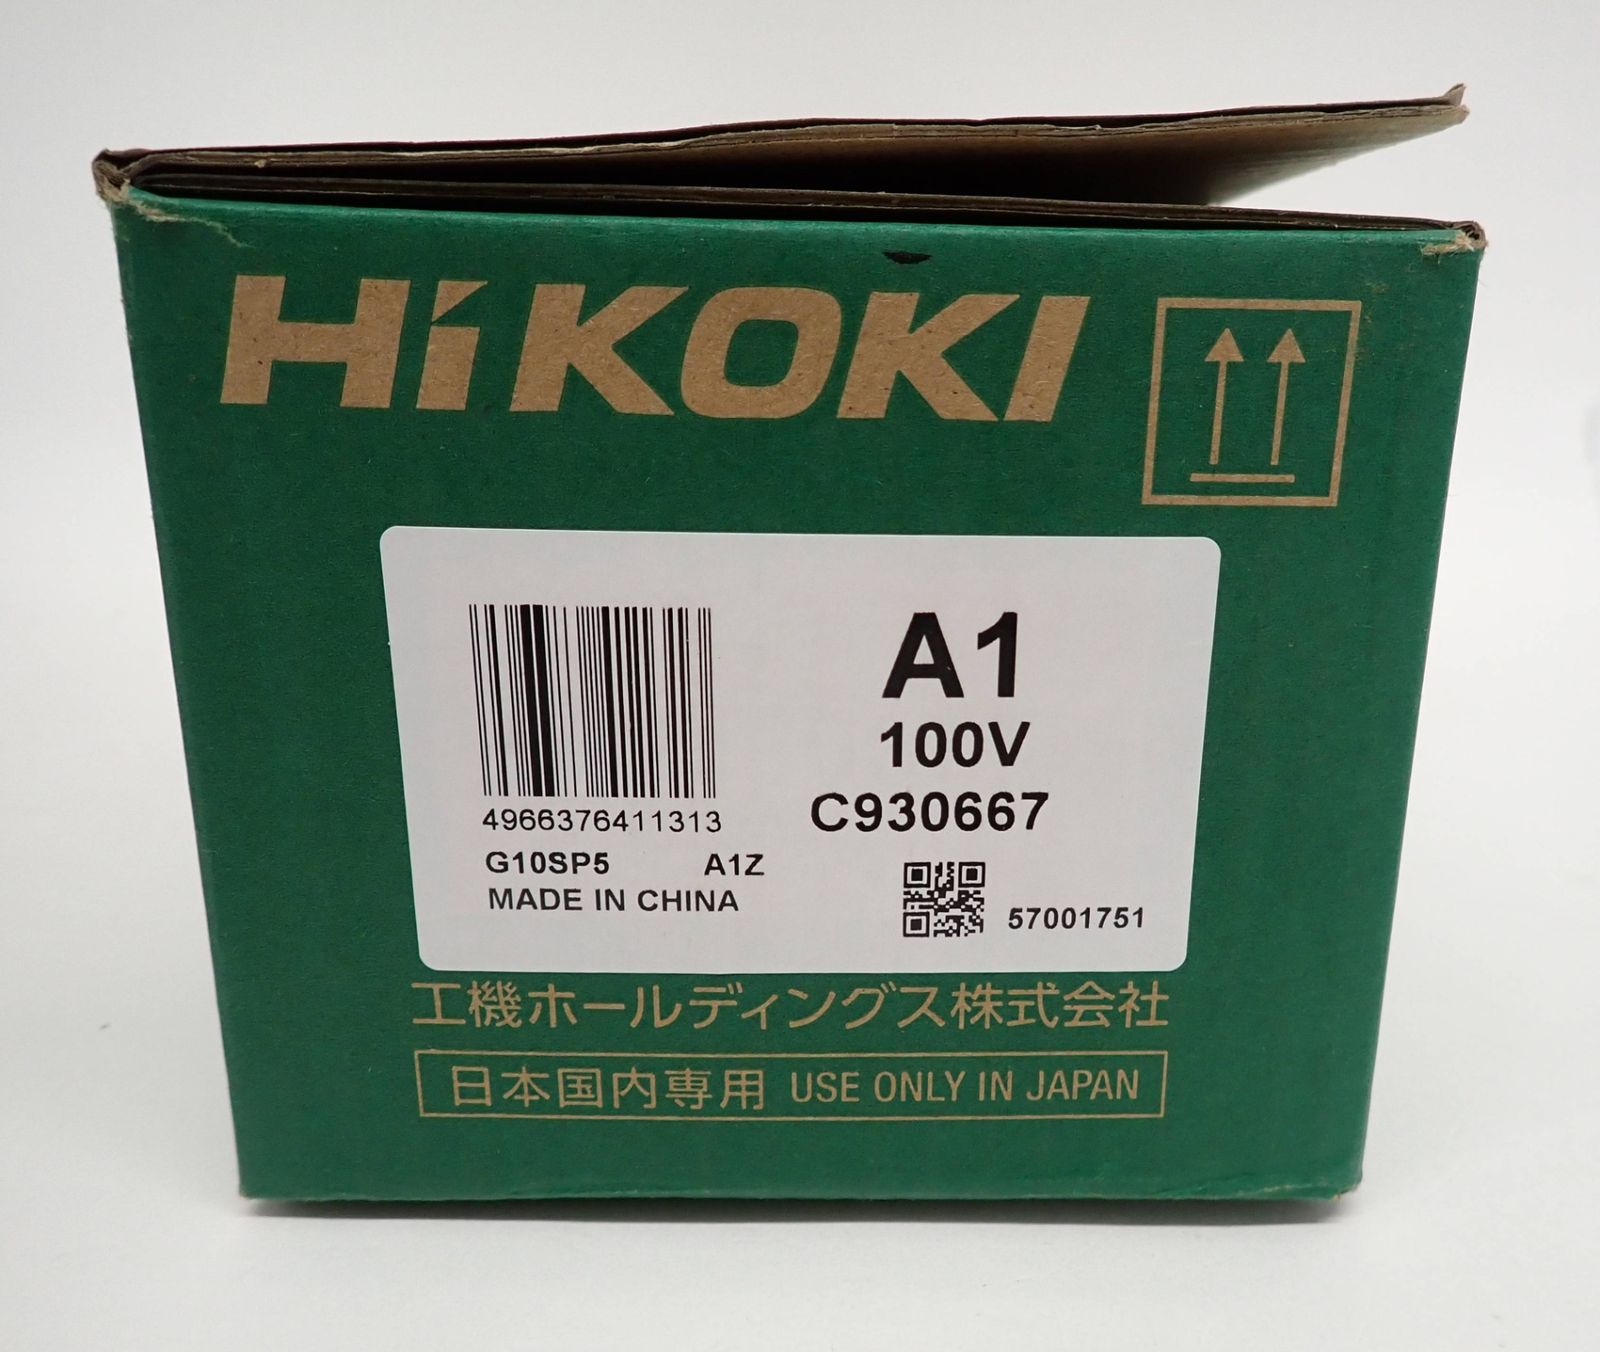 HiKOKI
A1
100V
C930667
4966376411313
G10SP5 A1Z
MADE IN CHINA
57001751
工機ホールディングス株式会社
日本国内専用 USE ONLY IN JAPAN